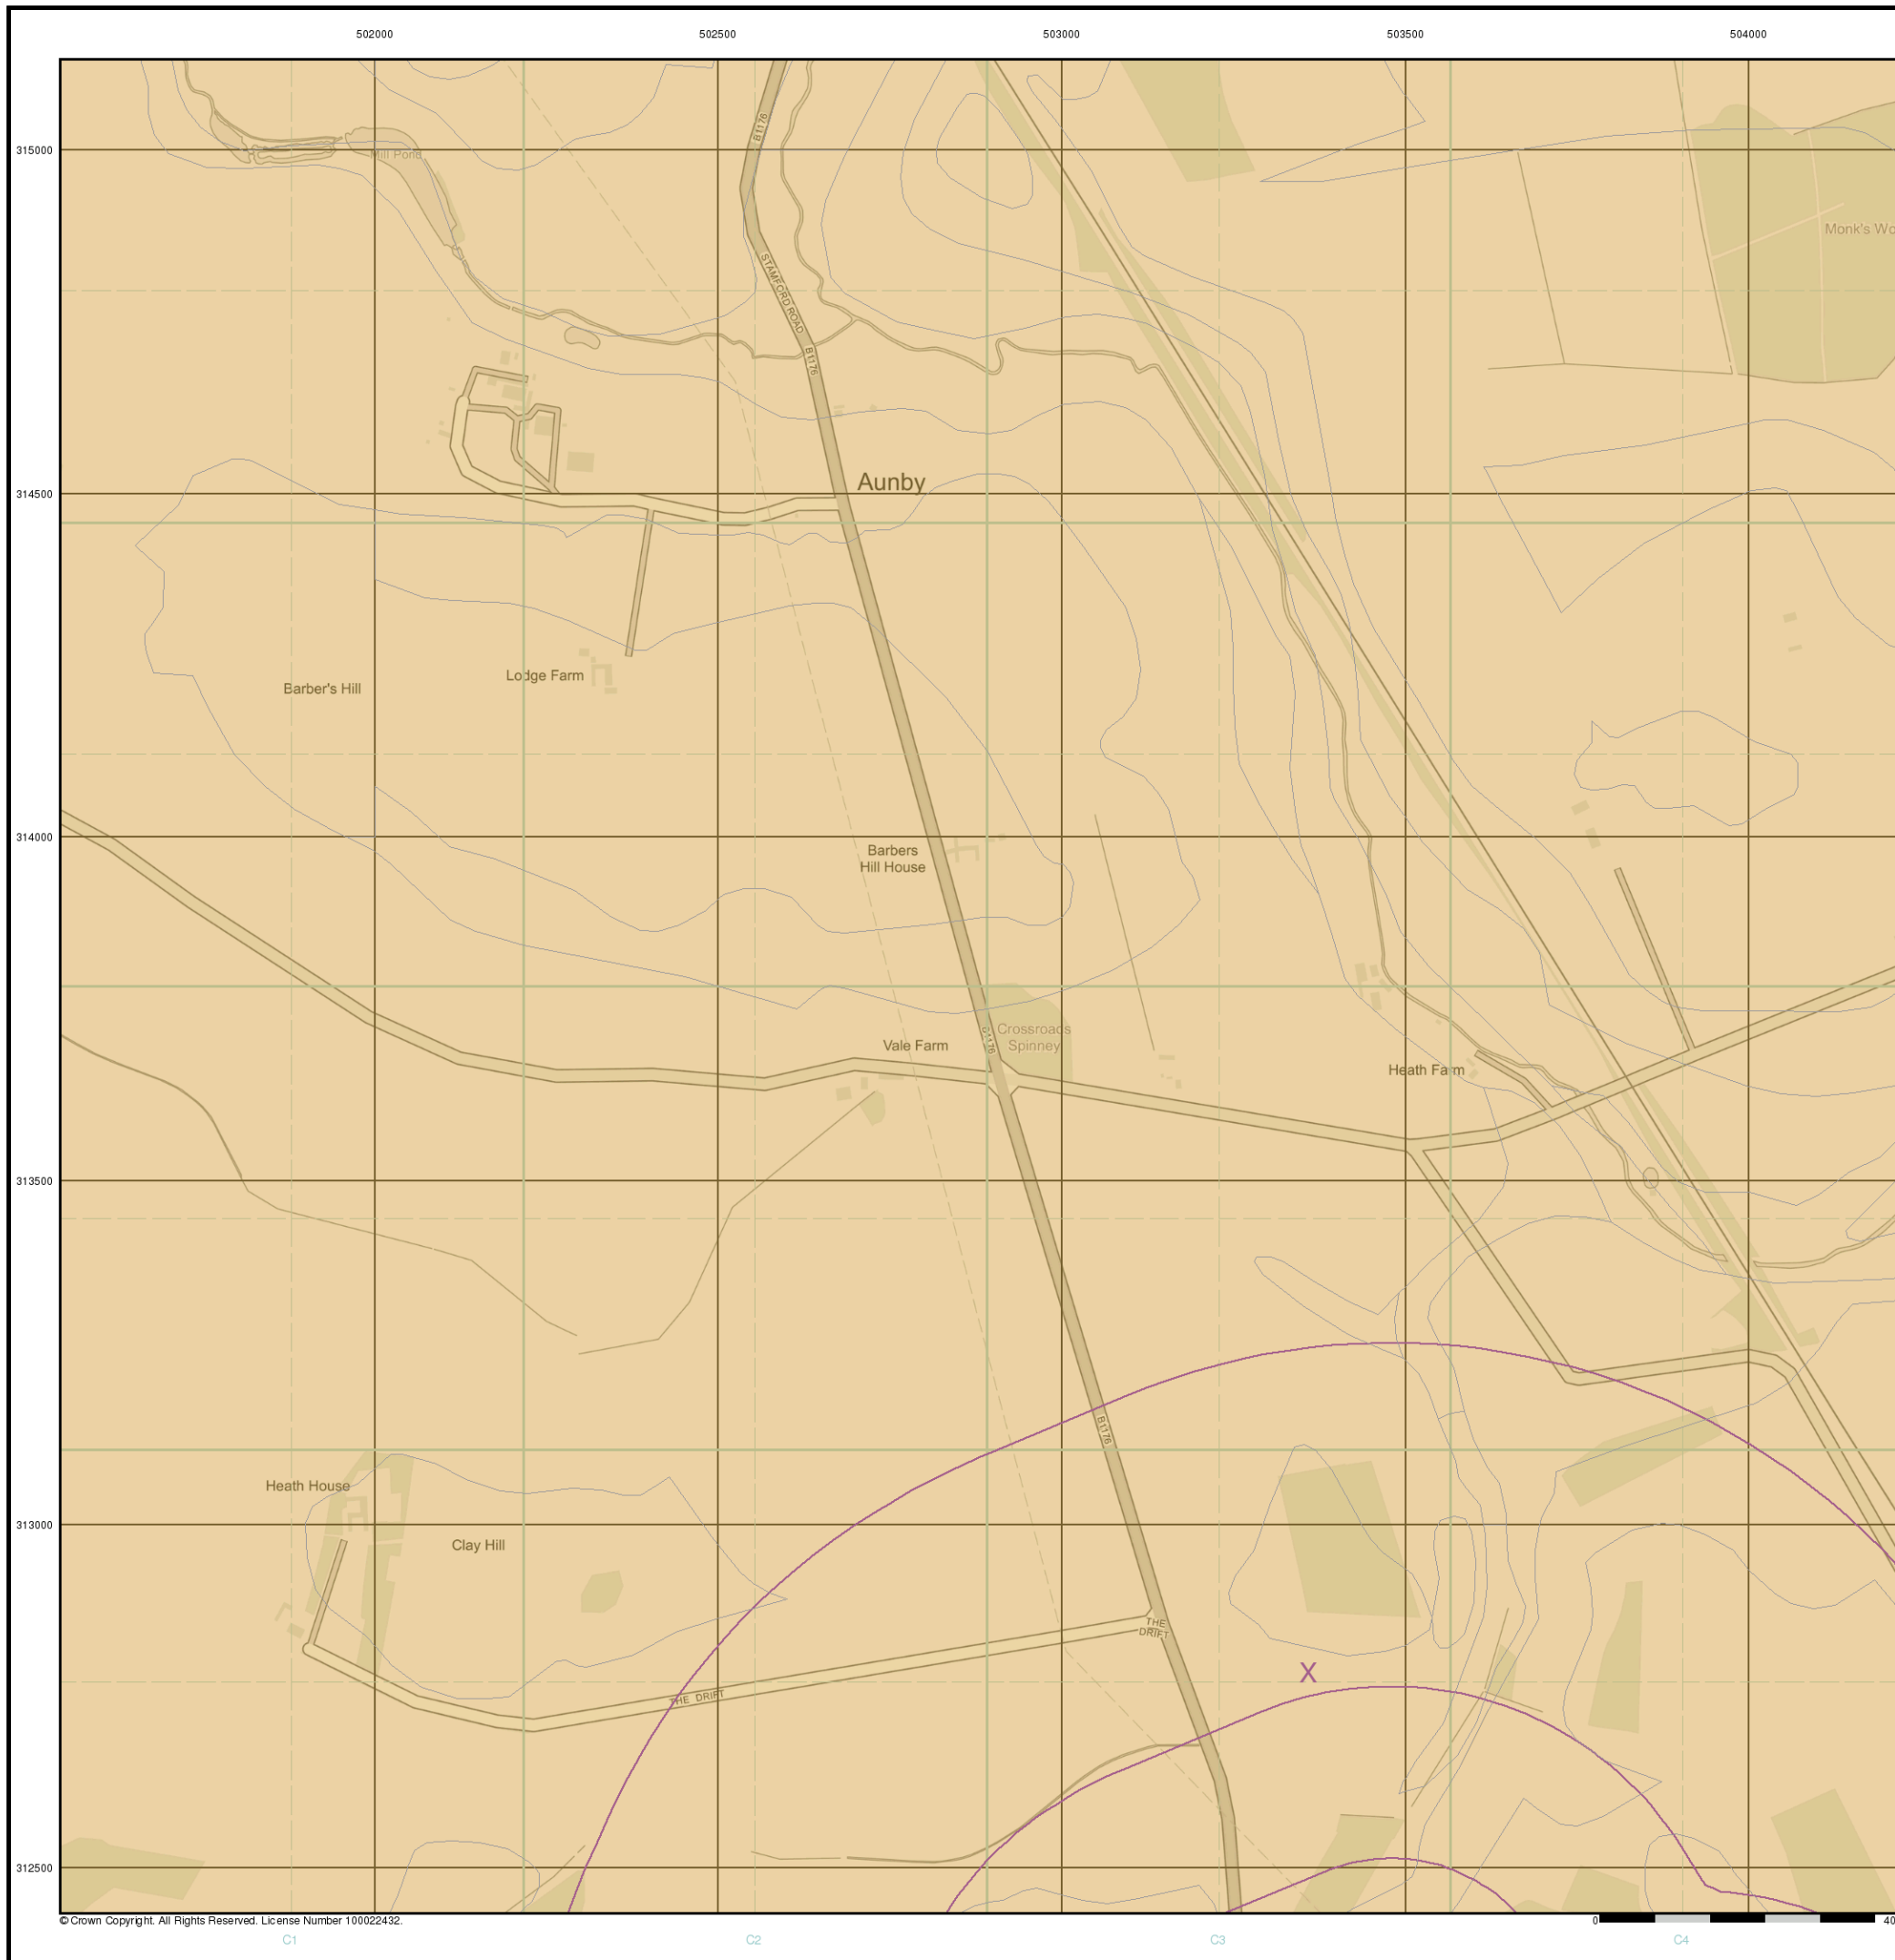 502000
502500
503000
503500
504000
B1176
315000
Mill Pond
Monk's Wo
STAMFORD ROAD
B1176
Aunby
314500
Lodge Farm
Barber's Hill
314000
Barbers
Hill House
B1176
Crossroads
Spinney
Vale Farm
Heath Farm
313500
B1176
Heath House
313000
Clay Hill
THE
DRIFT
X
THE DRIFT
312500
© Crown Copyright. All Rights Reserved. License Number 100022432.
0
40
C1
C2
C3
C4